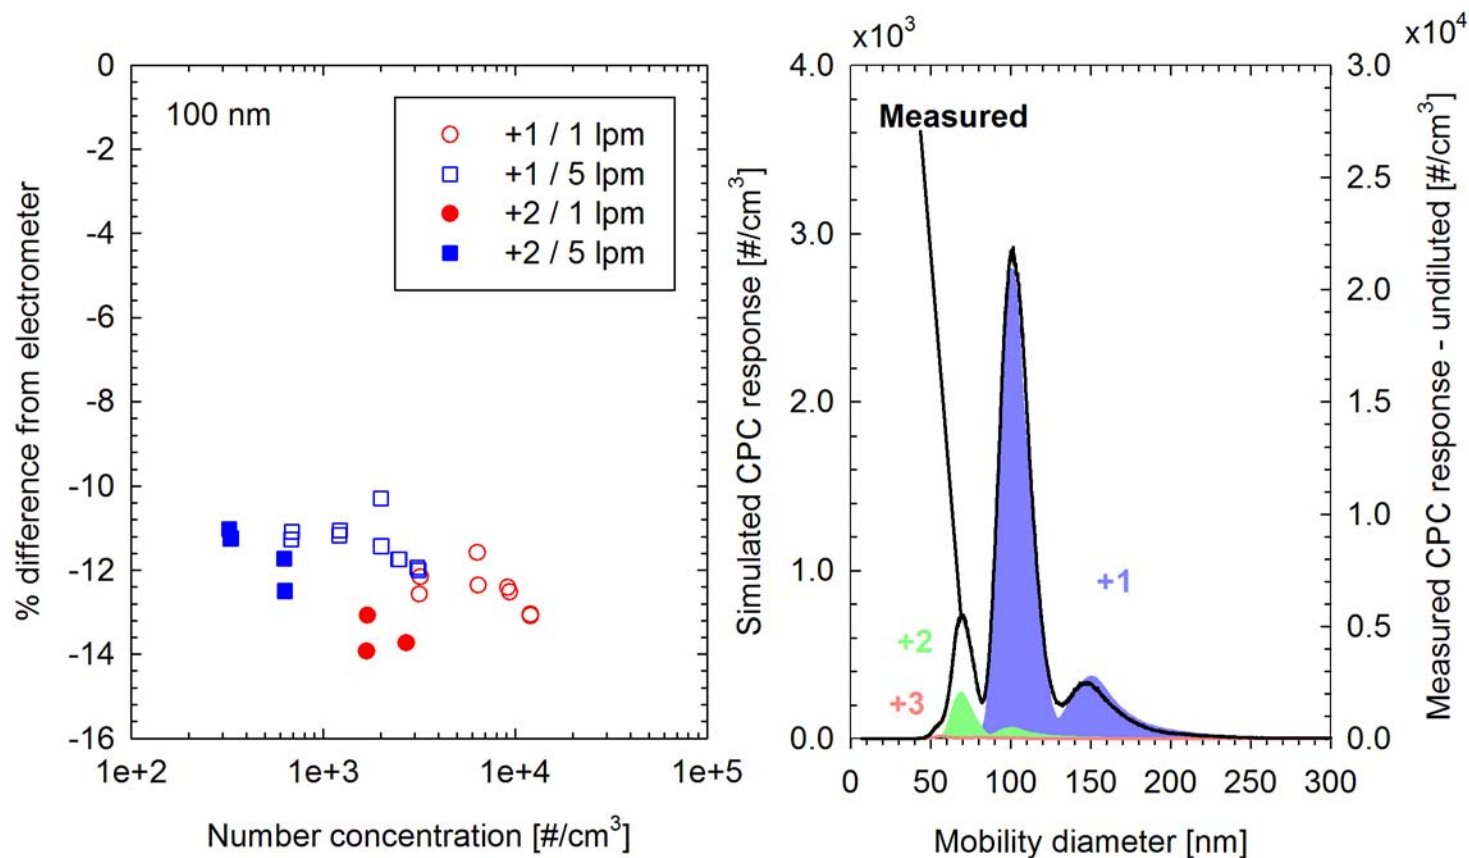 % difference from electrometer
0
-2
-4
-6
-8
-10
-12
-14
-16
100 nm
+1 / 1 lpm
+1 / 5 lpm
+2 / 1 lpm
+2 / 5 lpm
1e+2
1e+3
1e+4
1e+5
Number concentration [#/cm³]
x10³
Simulated CPC response [#/cm³]
4.0
3.0
2.0
1.0
0.0
Measured
+2
+3
+1
0
50
100
150
200
250
300
Mobility diameter [nm]
x10⁴
3.0
2.5
2.0
1.5
1.0
0.5
0.0
Measured CPC response - undiluted [#/cm³]